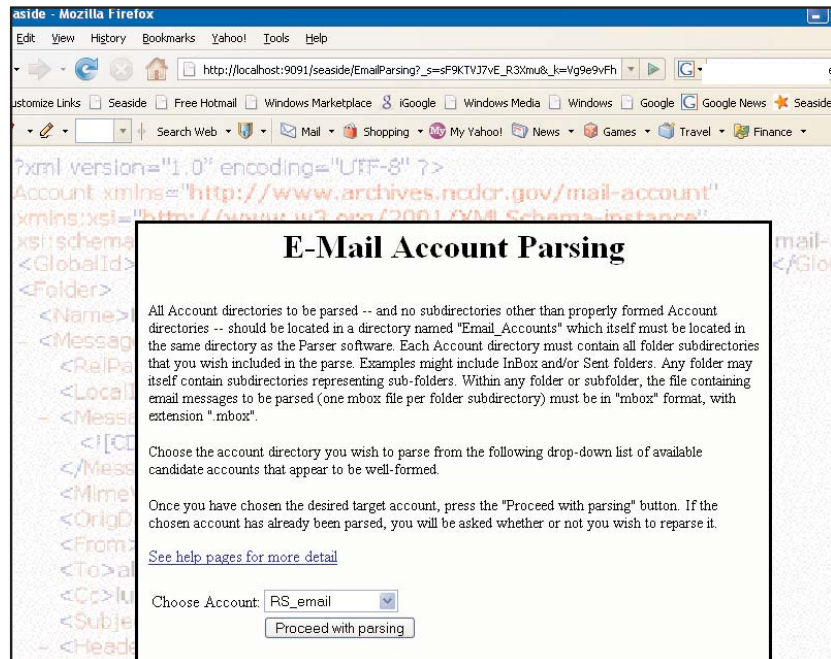 aside - Mozilla Firefox
Edit View History Bookmarks Yahoo! Tools Help
http://localhost:9091/seaside/EmailParsing?_s=sF9KTVJ7vE_R3Xmu&_k=Vg9e9vFh
ustomize Links Seaside Free Hotmail Windows Marketplace iGoogle Windows Media Windows Google Google News Seaside
Search Web Mail Shopping My Yahoo! News Games Travel Finance
?xml version="1.0" encoding="UTF-8" ?>
Account xmlns="http://www.archives.ncdcr.gov/mail-account"
xmlns:xsi="http://www.w3.org/2001/XMLSchema-instance"
xsi:schema mail-
<GlobalId> </Glo
<Folder>
<Name>
- <Messag
<RelPa
<LocalI
- <Messa
<![CD
</Mess
<Mime
<OrigD
<From>
<To>al
<Cc>lu
<Subje
- <Heade
E-Mail Account Parsing
All Account directories to be parsed -- and no subdirectories other than properly formed Account
directories -- should be located in a directory named "Email_Accounts" which itself must be located in
the same directory as the Parser software. Each Account directory must contain all folder subdirectories
that you wish included in the parse. Examples might include InBox and/or Sent folders. Any folder may
itself contain subdirectories representing sub-folders. Within any folder or subfolder, the file containing
email messages to be parsed (one mbox file per folder subdirectory) must be in "mbox" format, with
extension ".mbox".
Choose the account directory you wish to parse from the following drop-down list of available
candidate accounts that appear to be well-formed.
Once you have chosen the desired target account, press the "Proceed with parsing" button. If the
chosen account has already been parsed, you will be asked whether or not you wish to reparse it.
See help pages for more detail
Choose Account: RS_email
Proceed with parsing